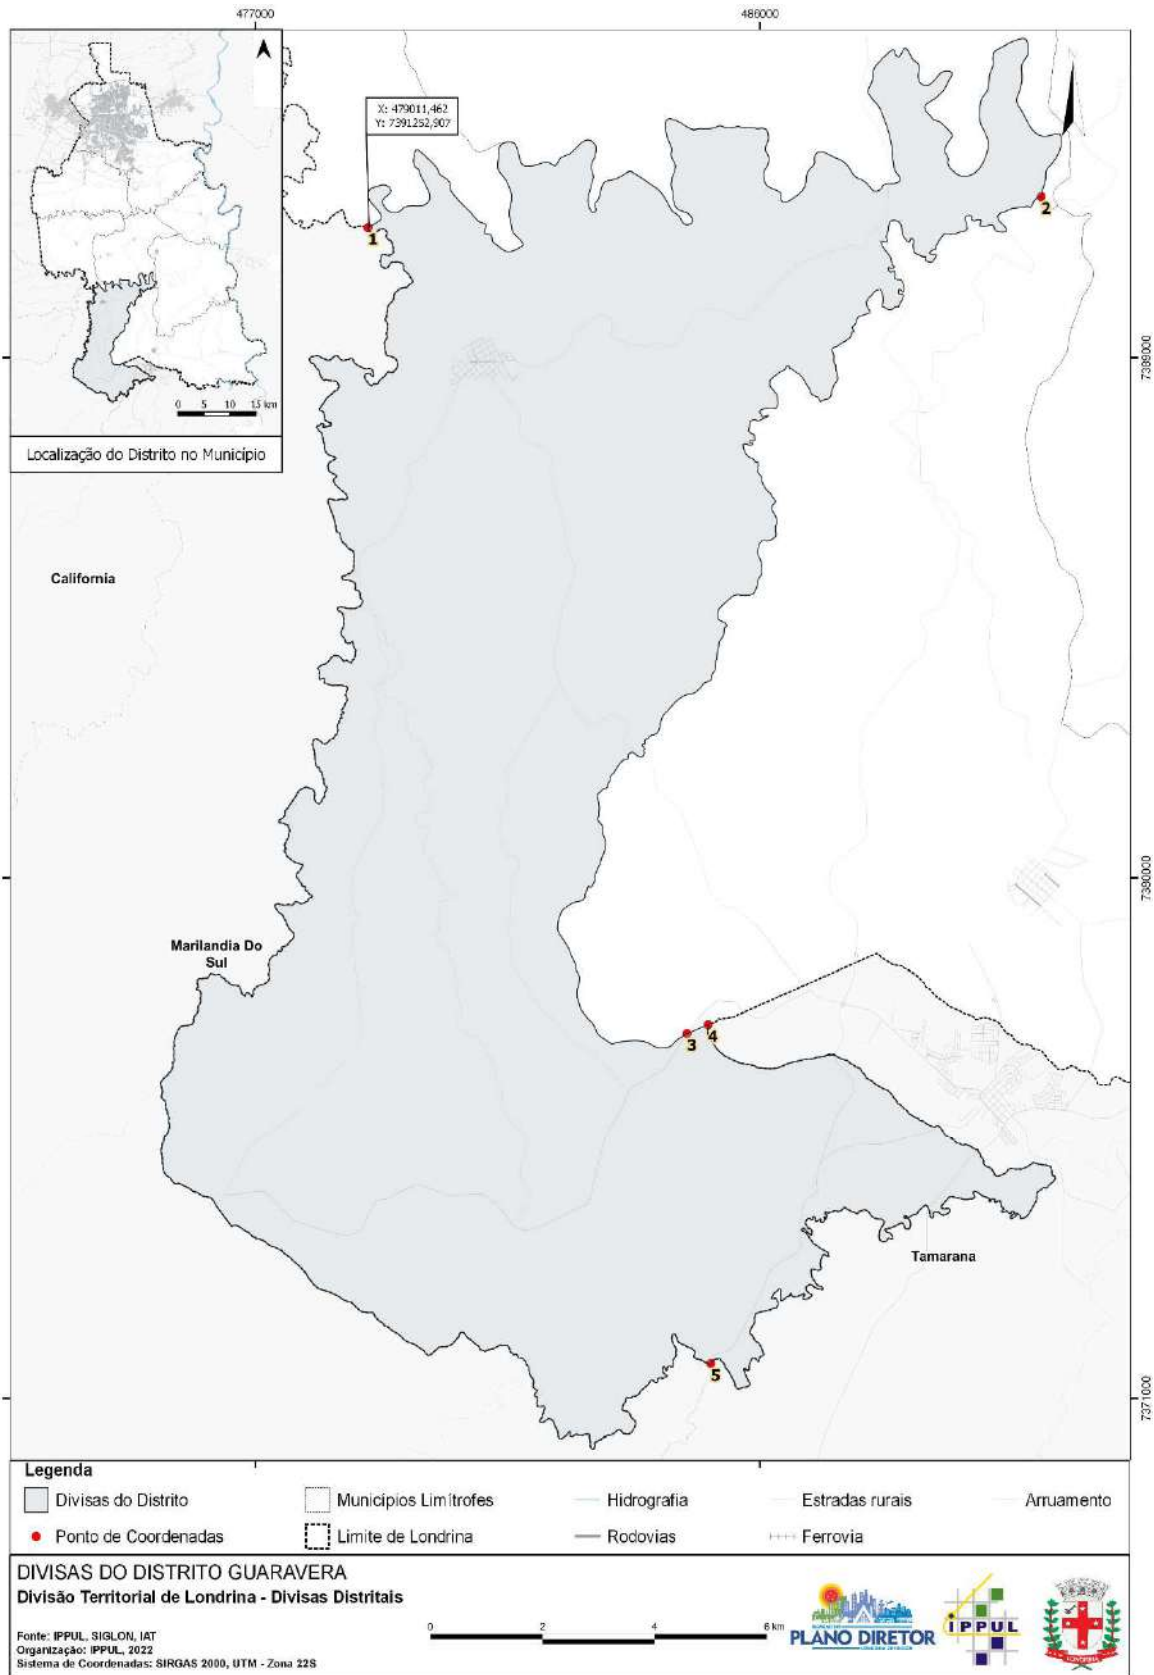 477000
486000
X: 479011,462
Y: 7391252,907
1
2
7389000
0 5 10 15 km
Localização do Distrito no Município
California
7390000
Marilandia Do
Sul
3
4
Tamarana
5
7371000
Legenda
Divisas do Distrito
Municípios Limítrofes
Hidrografia
Estradas rurais
Arruamento
Ponto de Coordenadas
Limite de Londrina
Rodovias
Ferrovia
DIVISAS DO DISTRITO GUARAVERA
Divisão Territorial de Londrina - Divisas Distritais
Fonte: IPPUL, SIGLON, IAT
Organização: IPPUL, 2022
Sistema de Coordenadas: SIRGAS 2000, UTM - Zona 22S
0 2 4 6 km
PLANO DIRETOR
IPPUL
LONDRINA